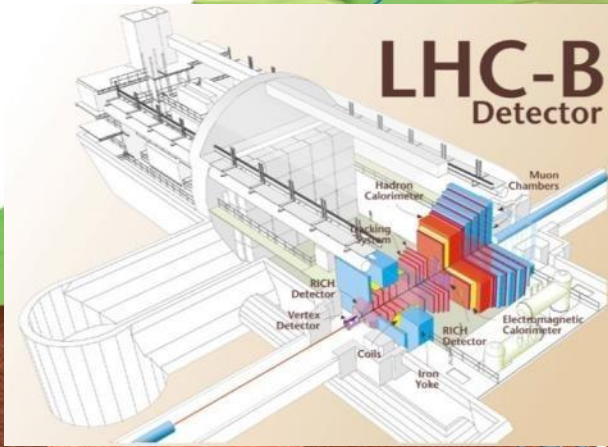 LHC-B
Detector
Muon
Chambers
Hadron
Calorimeter
Tracking
System
RICH
Detector
Vertex
Detector
Coils
Iron
Yoke
RICH
Detector
Electromagnetic
Calorimeter